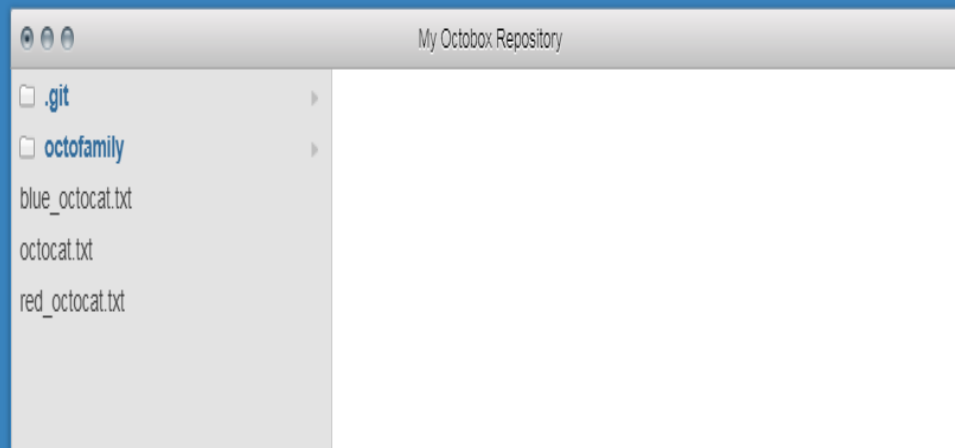 My Octobox Repository
.git
octofamily
blue_octocat.txt
octocat.txt
red_octocat.txt